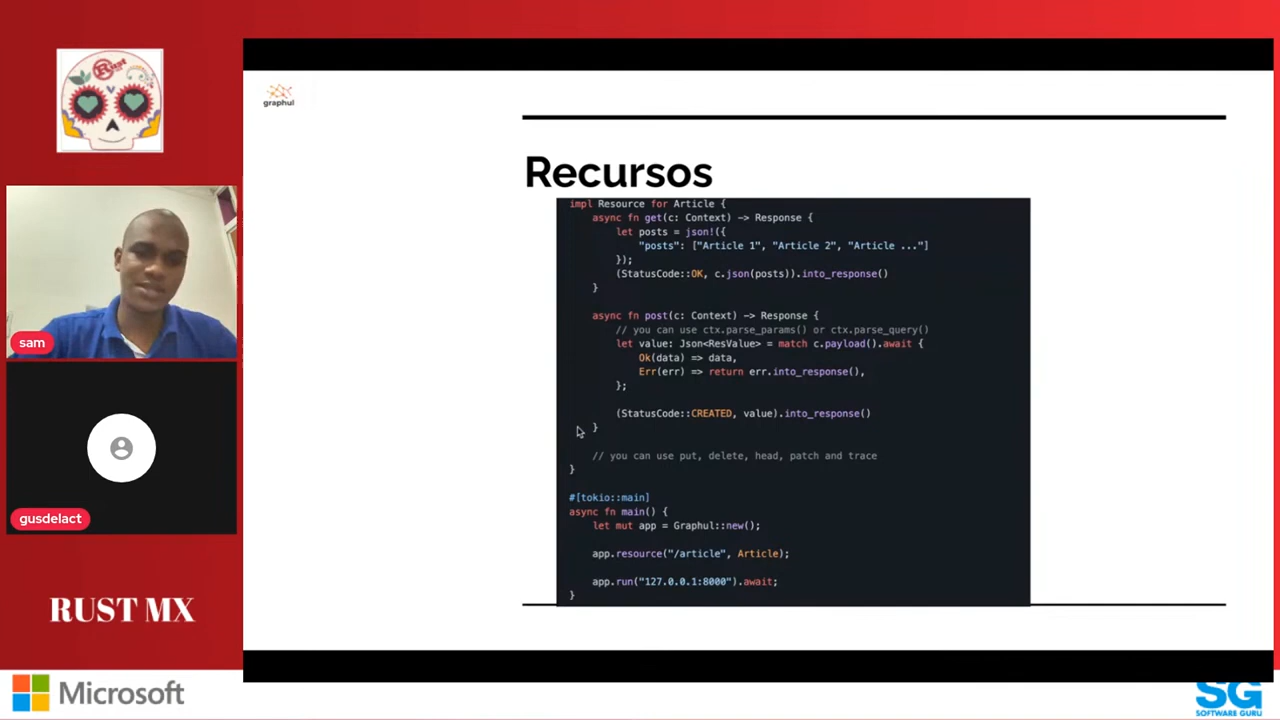 Rust
sam
gusdelact
RUST MX
Microsoft
graphul
Recursos
impl Resource for Article {
async fn get(c: Context) -> Response {
let posts = json!({
"posts": ["Article 1", "Article 2", "Article ..."]
});
(StatusCode::OK, c.json(posts)).into_response()
}
async fn post(c: Context) -> Response {
// you can use ctx.parse_params() or ctx.parse_query()
let value: Json<ResValue> = match c.payload().await {
Ok(data) => data,
Err(err) => return err.into_response(),
};
(StatusCode::CREATED, value).into_response()
}
// you can use put, delete, head, patch and trace
}
#[tokio::main]
async fn main() {
let mut app = Graphul::new();
app.resource("/article", Article);
app.run("127.0.0.1:8000").await;
}
SG
SOFTWARE GURU